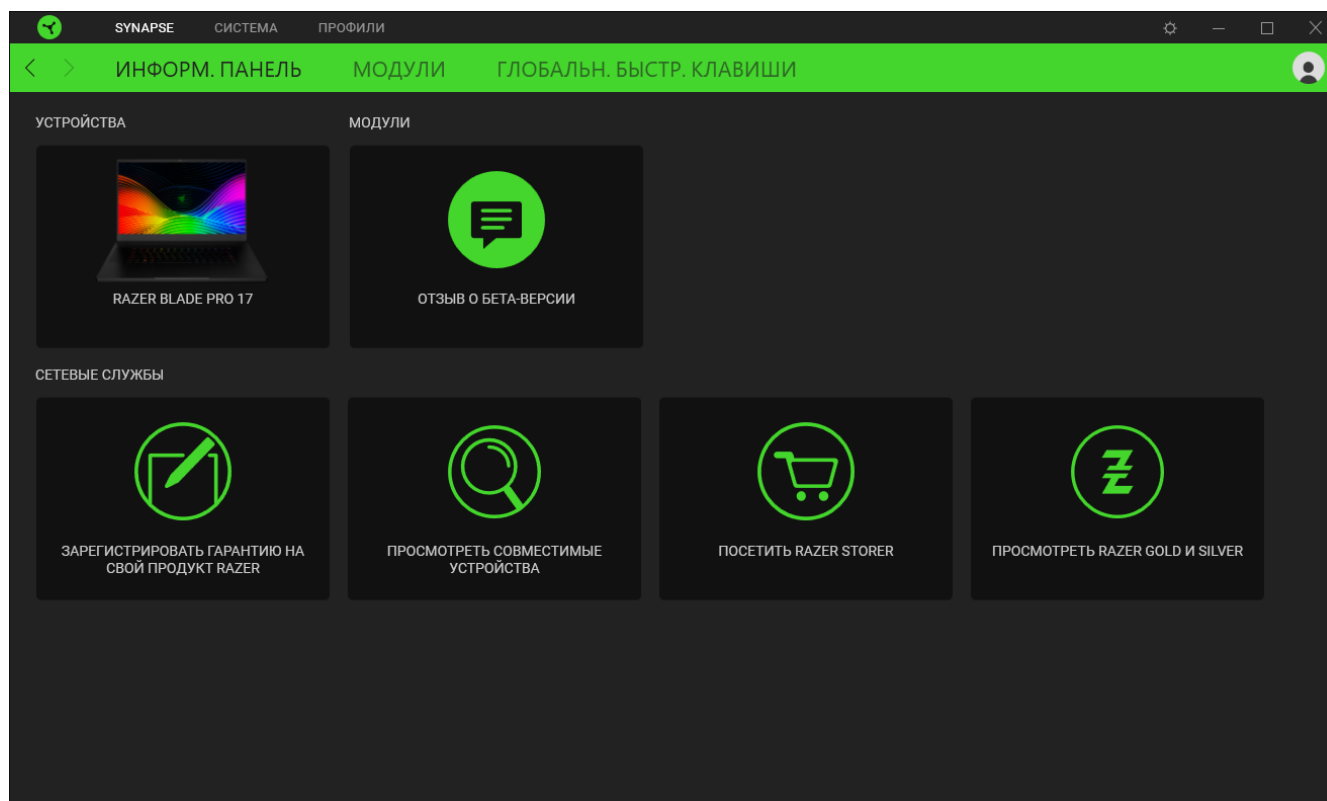 SYNAPSE СИСТЕМА ПРОФИЛИ
ИНФОРМ. ПАНЕЛЬ МОДУЛИ ГЛОБАЛЬН. БЫСТР. КЛАВИШИ
УСТРОЙСТВА МОДУЛИ
RAZER BLADE PRO 17 ОТЗЫВ О БЕТА-ВЕРСИИ
СЕТЕВЫЕ СЛУЖБЫ
ЗАРЕГИСТРИРОВАТЬ ГАРАНТИЮ НА
СВОЙ ПРОДУКТ RAZER
ПРОСМОТРЕТЬ СОВМЕСТИМЫЕ
УСТРОЙСТВА
ПОСЕТИТЬ RAZER STORER
ПРОСМОТРЕТЬ RAZER GOLD И SILVER